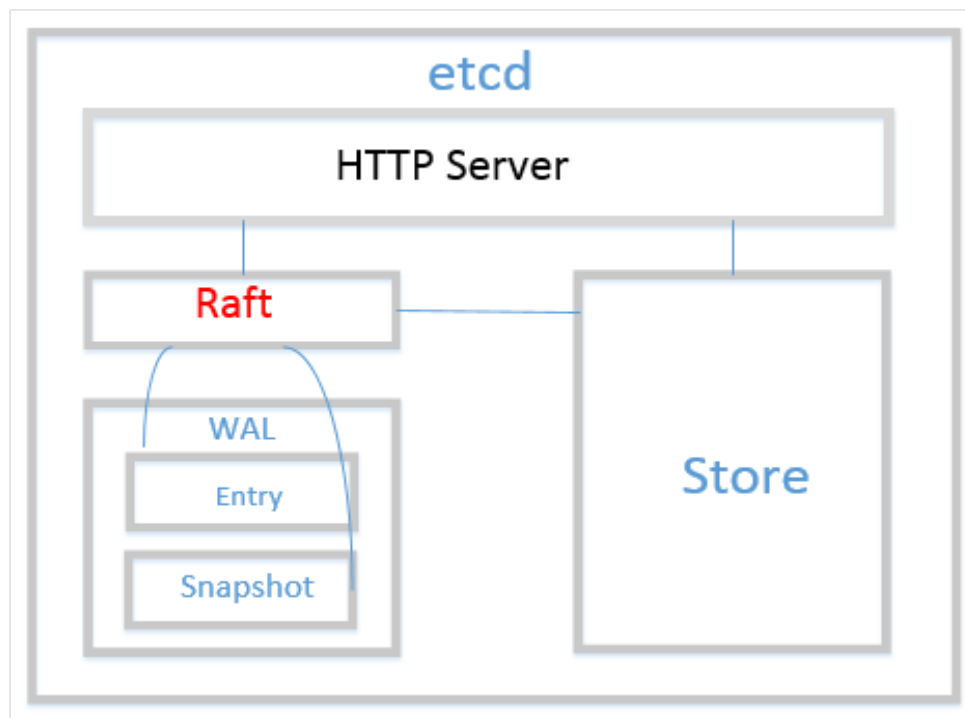 etcd
HTTP Server
Raft
WAL
Entry
Snapshot
Store